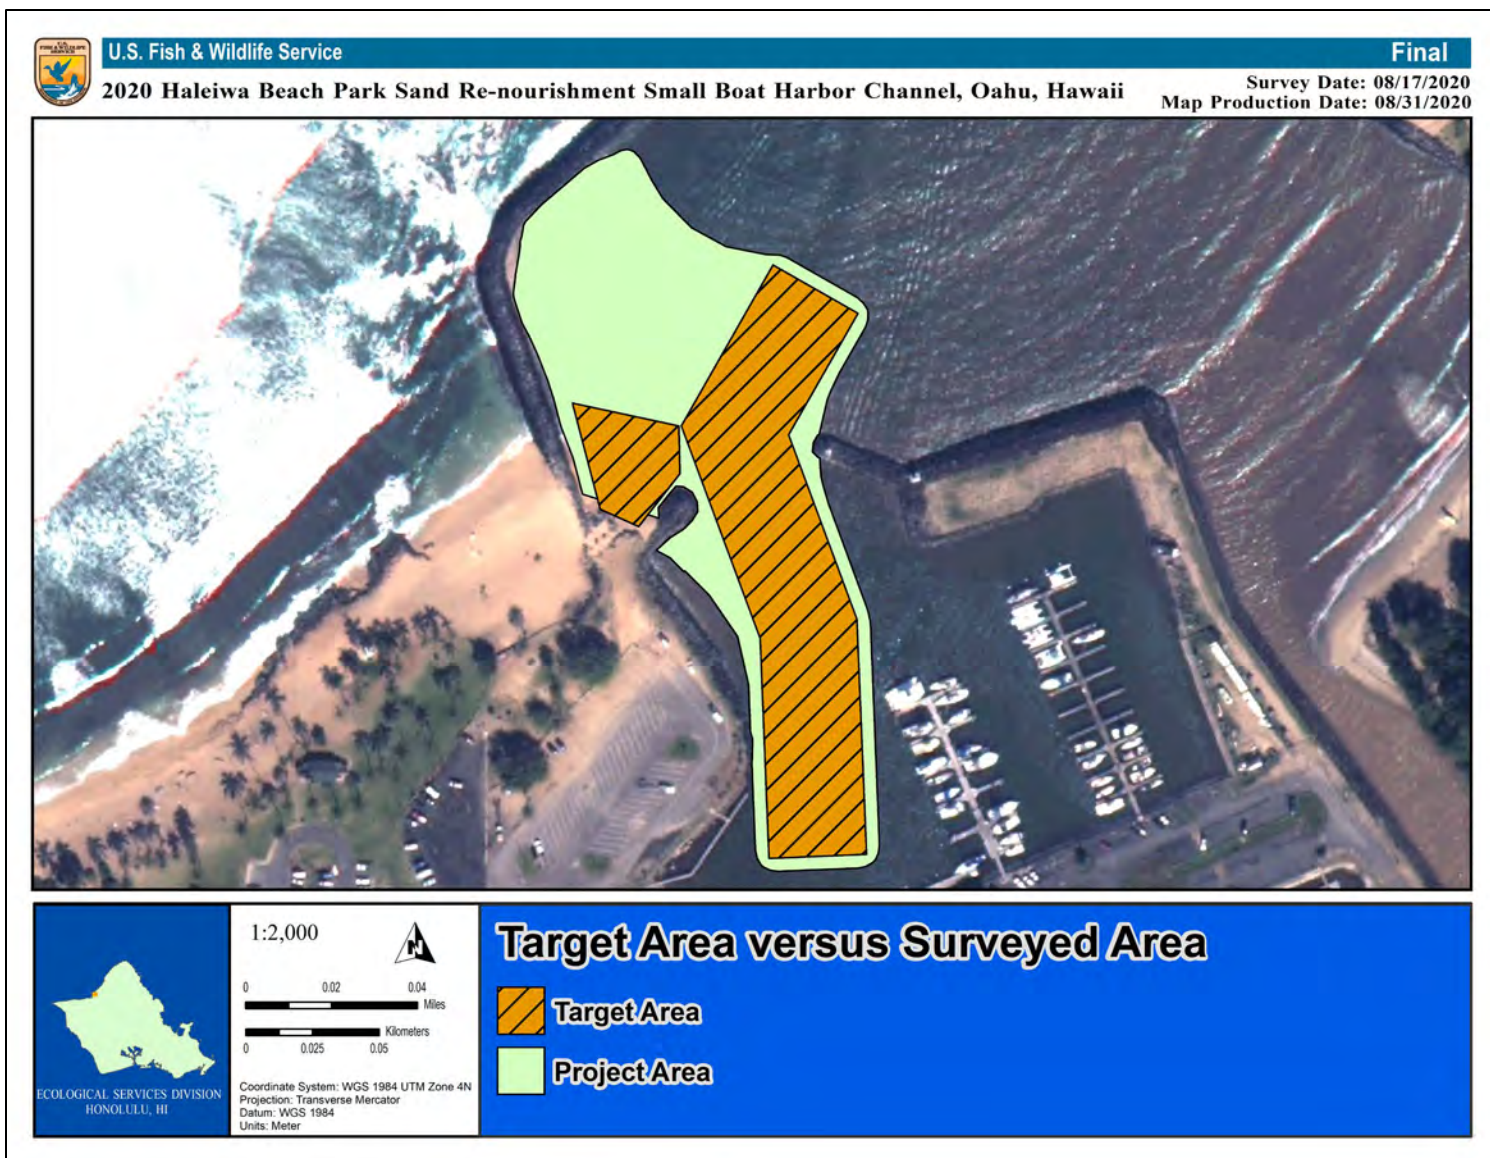 U.S.
FISH & WILDLIFE
SERVICE
U.S. Fish & Wildlife Service
Final
2020 Haleiwa Beach Park Sand Re-nourishment Small Boat Harbor Channel, Oahu, Hawaii
Survey Date: 08/17/2020
Map Production Date: 08/31/2020
ECOLOGICAL SERVICES DIVISION
HONOLULU, HI
1:2,000
N
0 0.02 0.04
Miles
Kilometers
0 0.025 0.05
Coordinate System: WGS 1984 UTM Zone 4N
Projection: Transverse Mercator
Datum: WGS 1984
Units: Meter
Target Area versus Surveyed Area
Target Area
Project Area